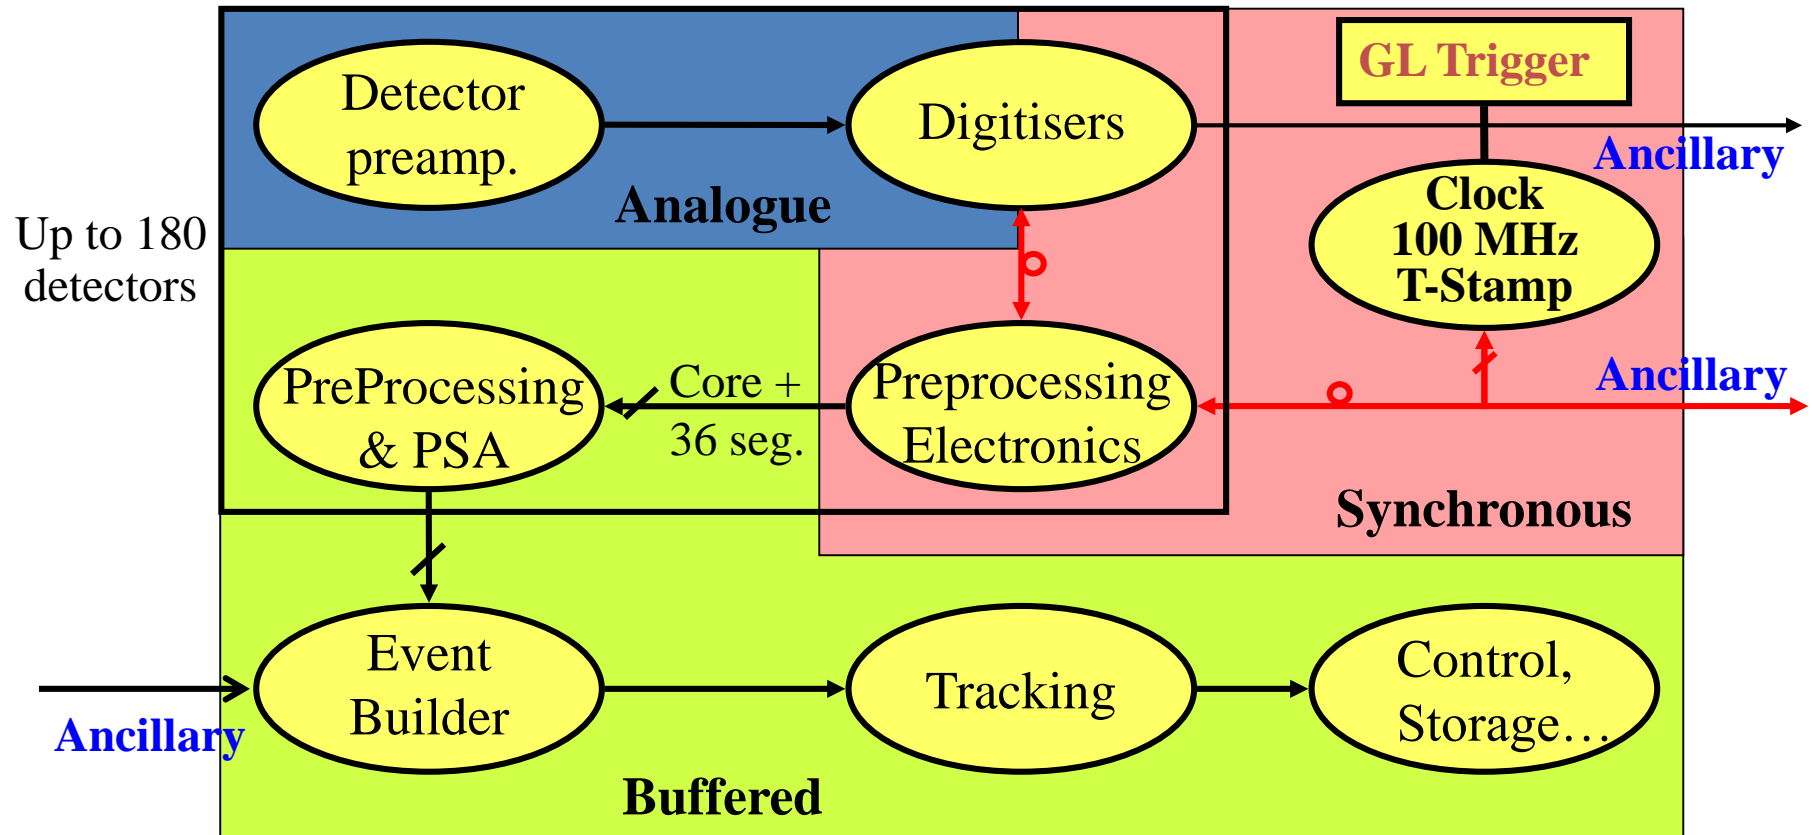 Detector
preamp.
Digitisers
GL Trigger
Ancillary
Analogue
Clock
100 MHz
T-Stamp
Up to 180
detectors
PreProcessing
& PSA
Core +
36 seg.
Preprocessing
Electronics
Ancillary
Synchronous
Event
Builder
Tracking
Control,
Storage…
Ancillary
Buffered